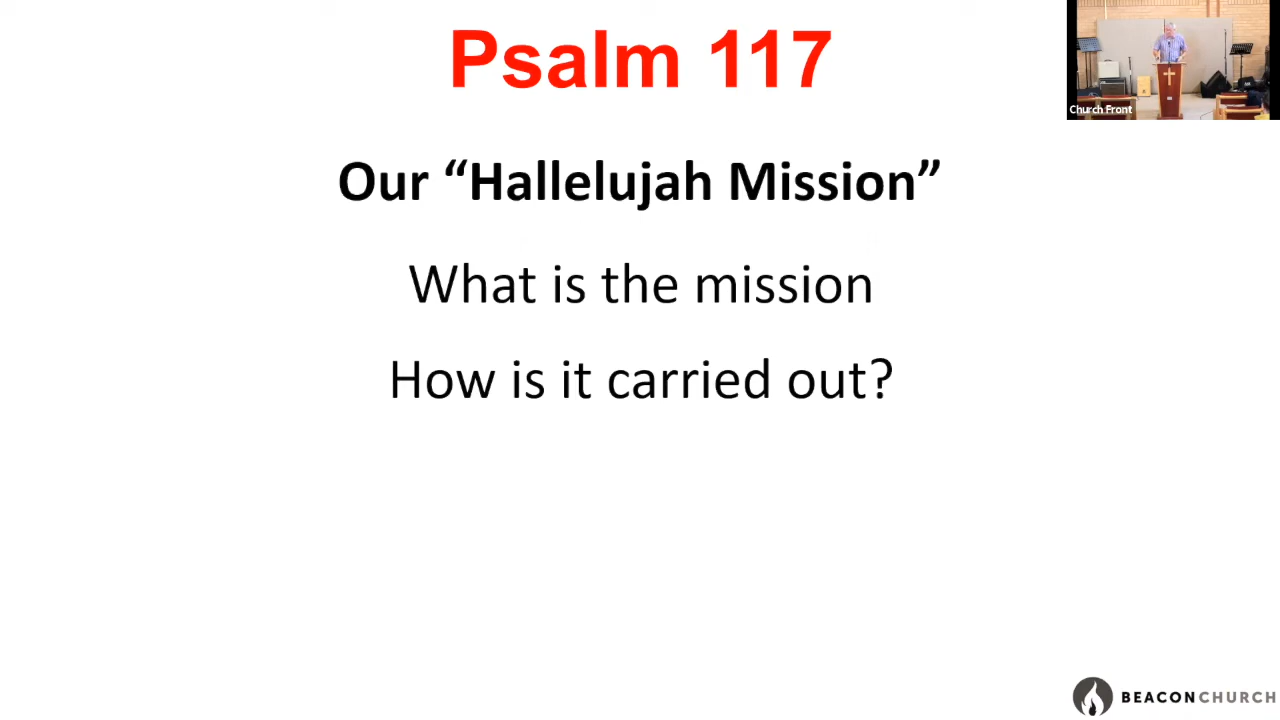 Psalm 117
Church Front
Our “Hallelujah Mission”
What is the mission
How is it carried out?
BEACONCHURCH